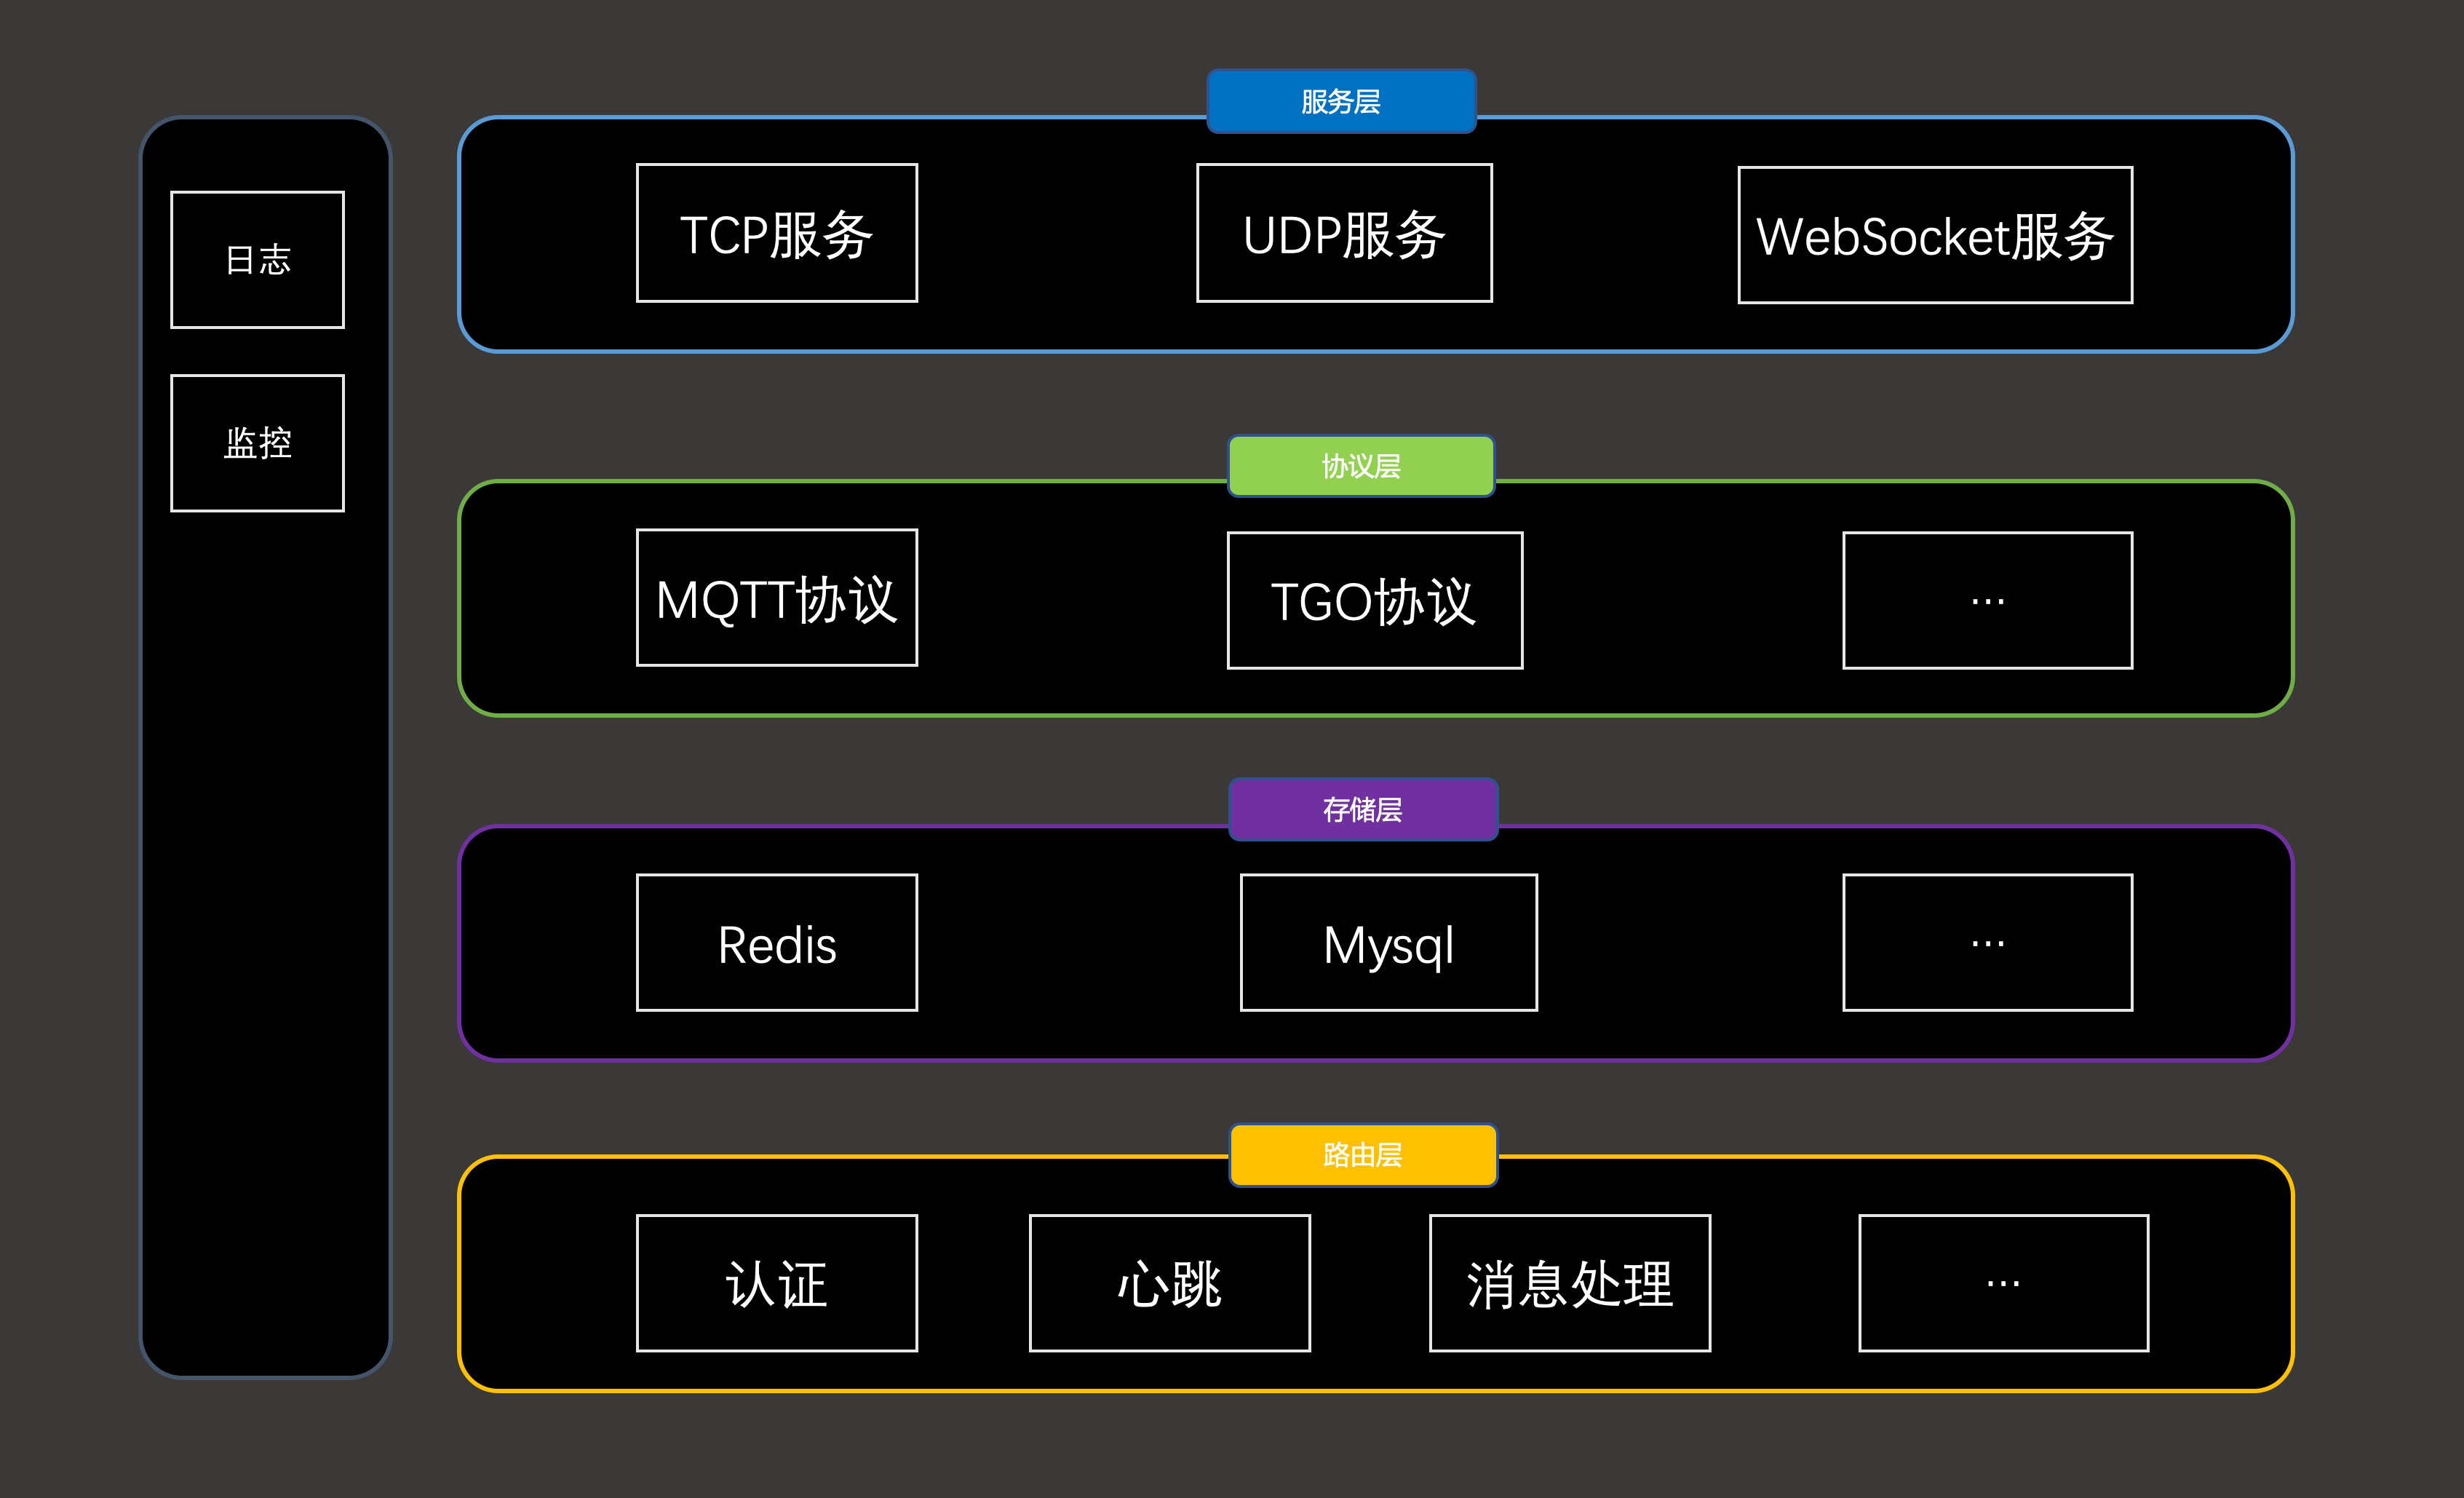 日志
监控
服务层
TCP服务
UDP服务
WebSocket服务
协议层
MQTT协议
TGO协议
...
存储层
Redis
Mysql
...
路由层
认证
心跳
消息处理
...